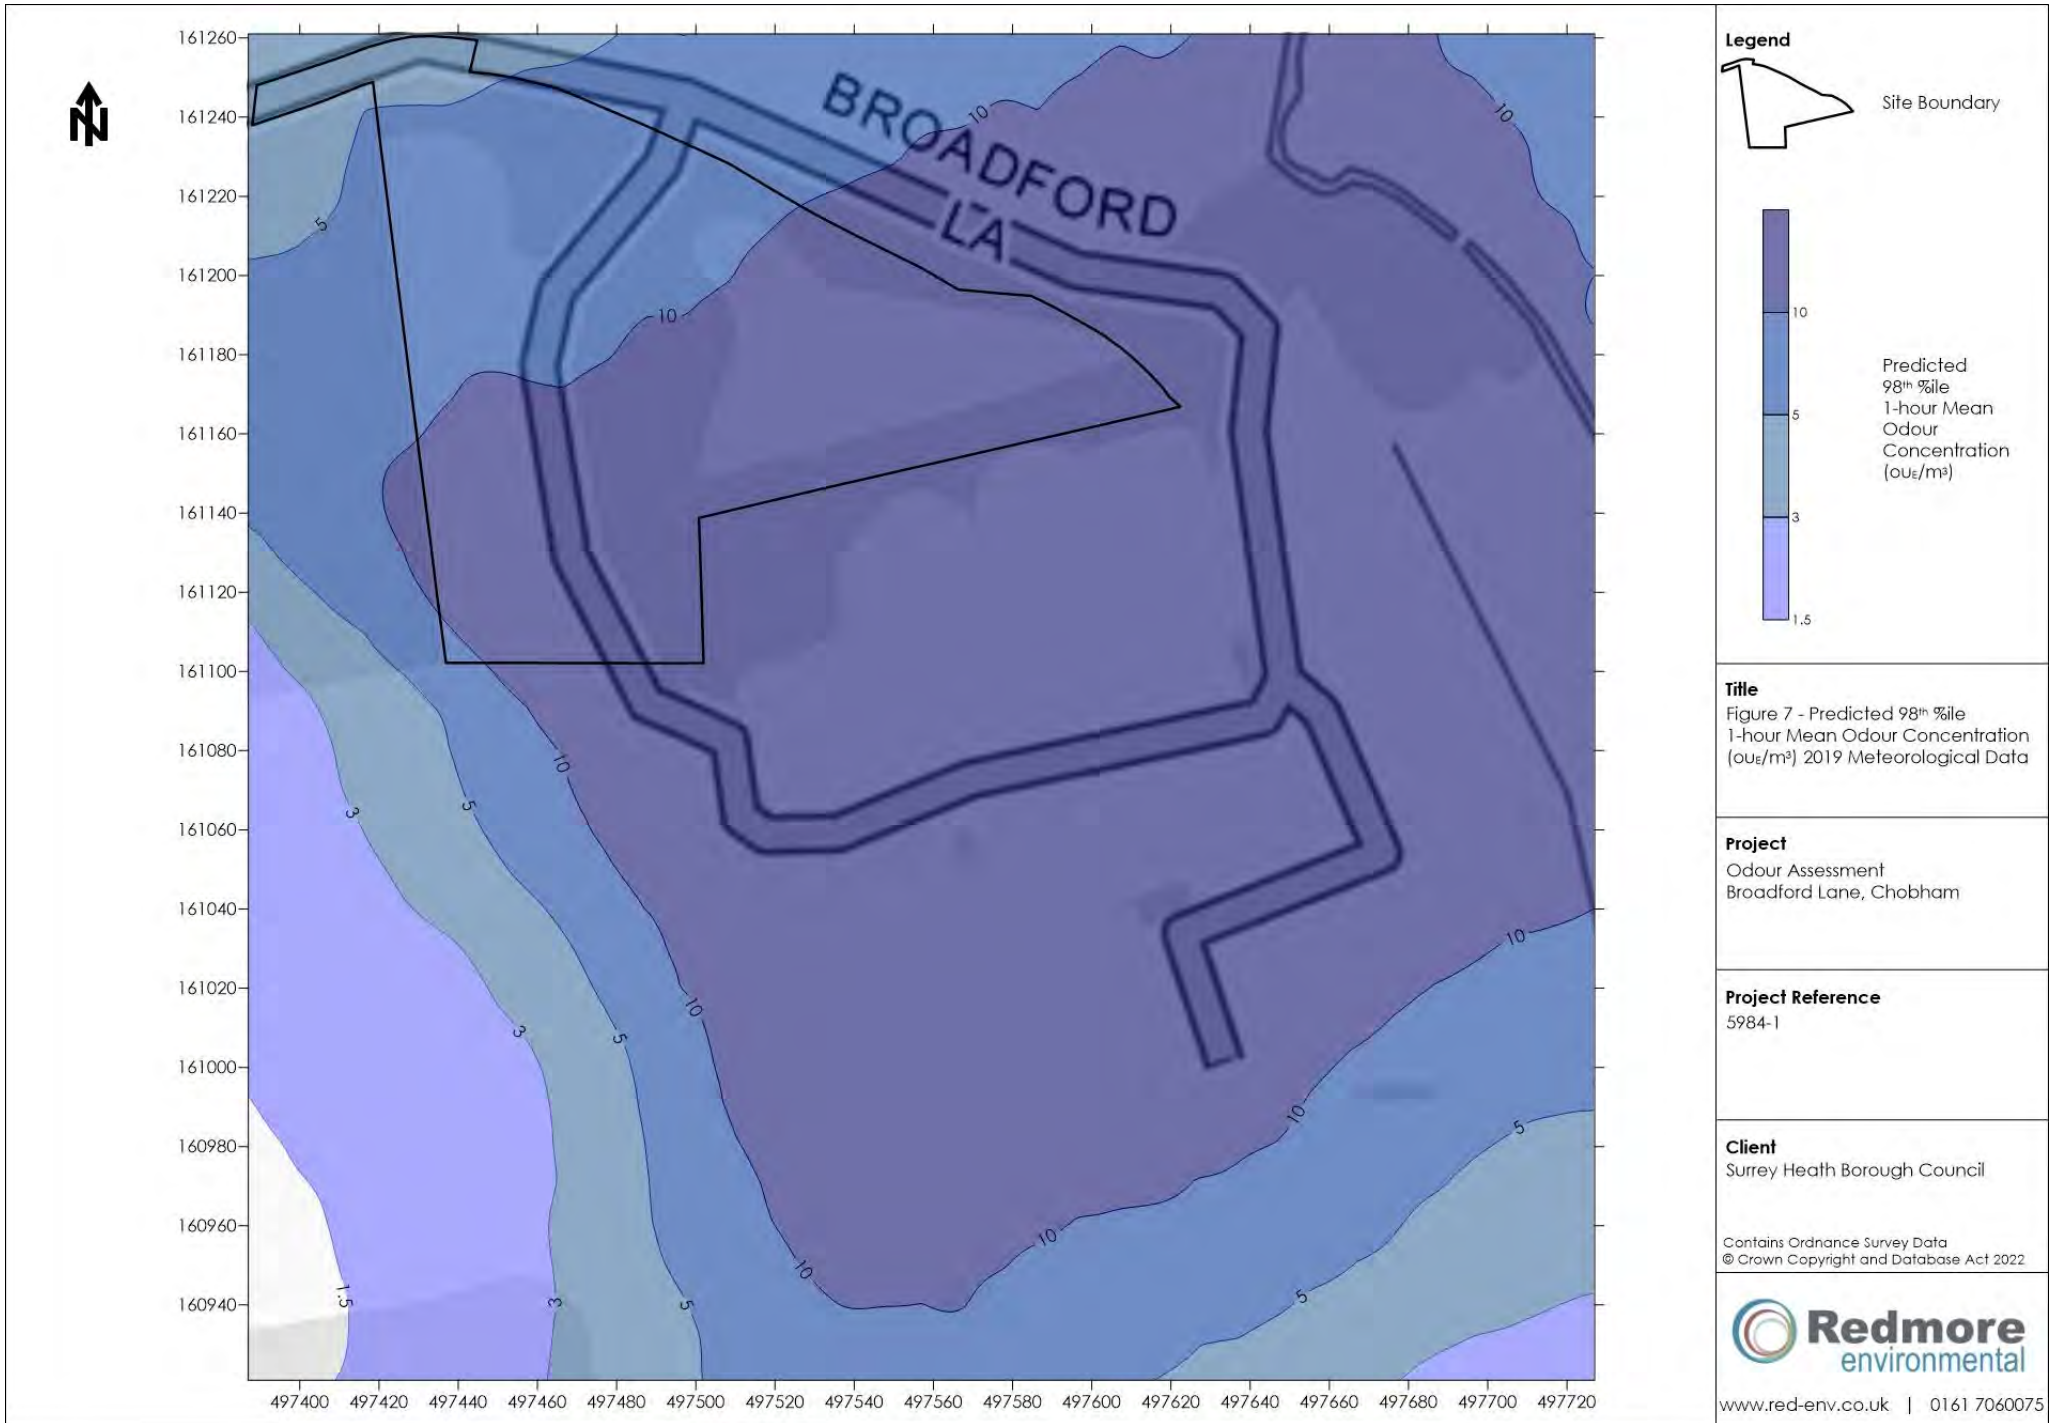 161260
161240
161220
161200
161180
161160
161140
161120
161100
161080
161060
161040
161020
161000
160980
160960
160940
497400 497420 497440 497460 497480 497500 497520 497540 497560 497580 497600 497620 497640 497660 497680 497700 497720
N
BROADFORD
LA
10
10
5
10
10
3
5
10
10
3
5
10
5
10
10
1.5
3
5
5
Legend
Site Boundary
10
5
3
1.5
Predicted
98th %ile
1-hour Mean
Odour
Concentration
(ouE/m³)
Title
Figure 7 - Predicted 98th %ile
1-hour Mean Odour Concentration
(ouE/m³) 2019 Meteorological Data
Project
Odour Assessment
Broadford Lane, Chobham
Project Reference
5984-1
Client
Surrey Heath Borough Council
Contains Ordnance Survey Data
© Crown Copyright and Database Act 2022
Redmore
environmental
www.red-env.co.uk | 0161 7060075